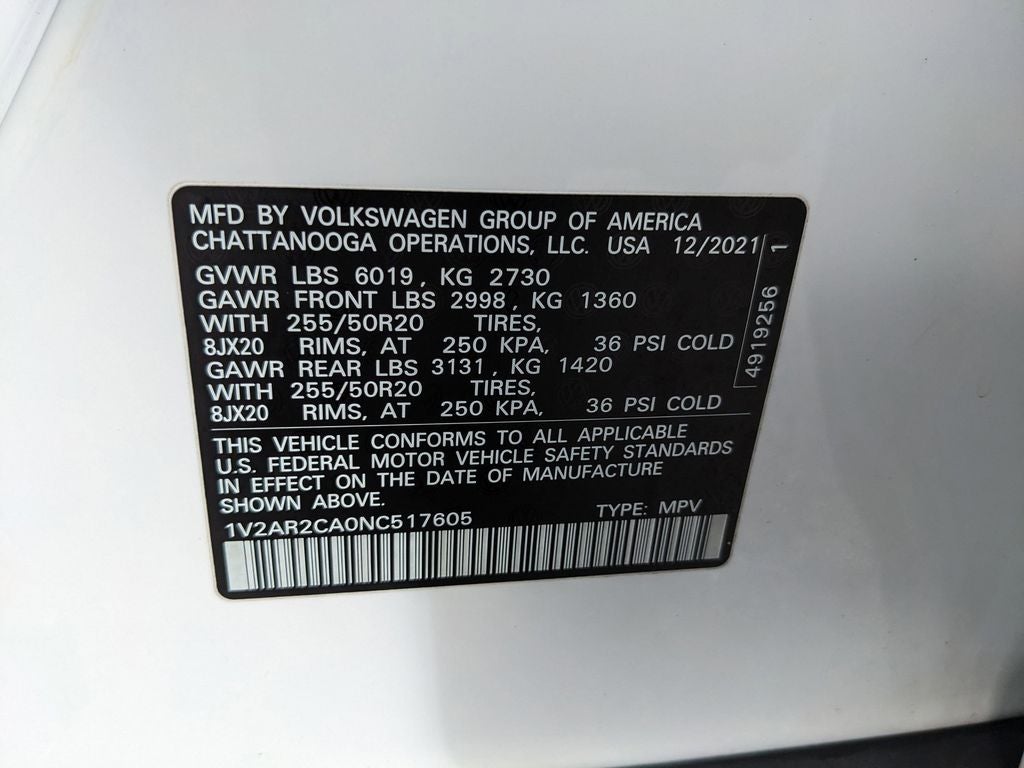 MFD BY VOLKSWAGEN GROUP OF AMERICA
CHATTANOOGA OPERATIONS, LLC. USA 12/2021
GVWR LBS 6019, KG 2730
GAWR FRONT LBS 2998, KG 1360
WITH 255/50R20 TIRES,
8JX20 RIMS, AT 250 KPA, 36 PSI COLD
GAWR REAR LBS 3131, KG 1420
WITH 255/50R20 TIRES,
8JX20 RIMS, AT 250 KPA, 36 PSI COLD
4919256 1
THIS VEHICLE CONFORMS TO ALL APPLICABLE
U.S. FEDERAL MOTOR VEHICLE SAFETY STANDARDS
IN EFFECT ON THE DATE OF MANUFACTURE
SHOWN ABOVE.
1V2AR2CA0NC517605 TYPE: MPV